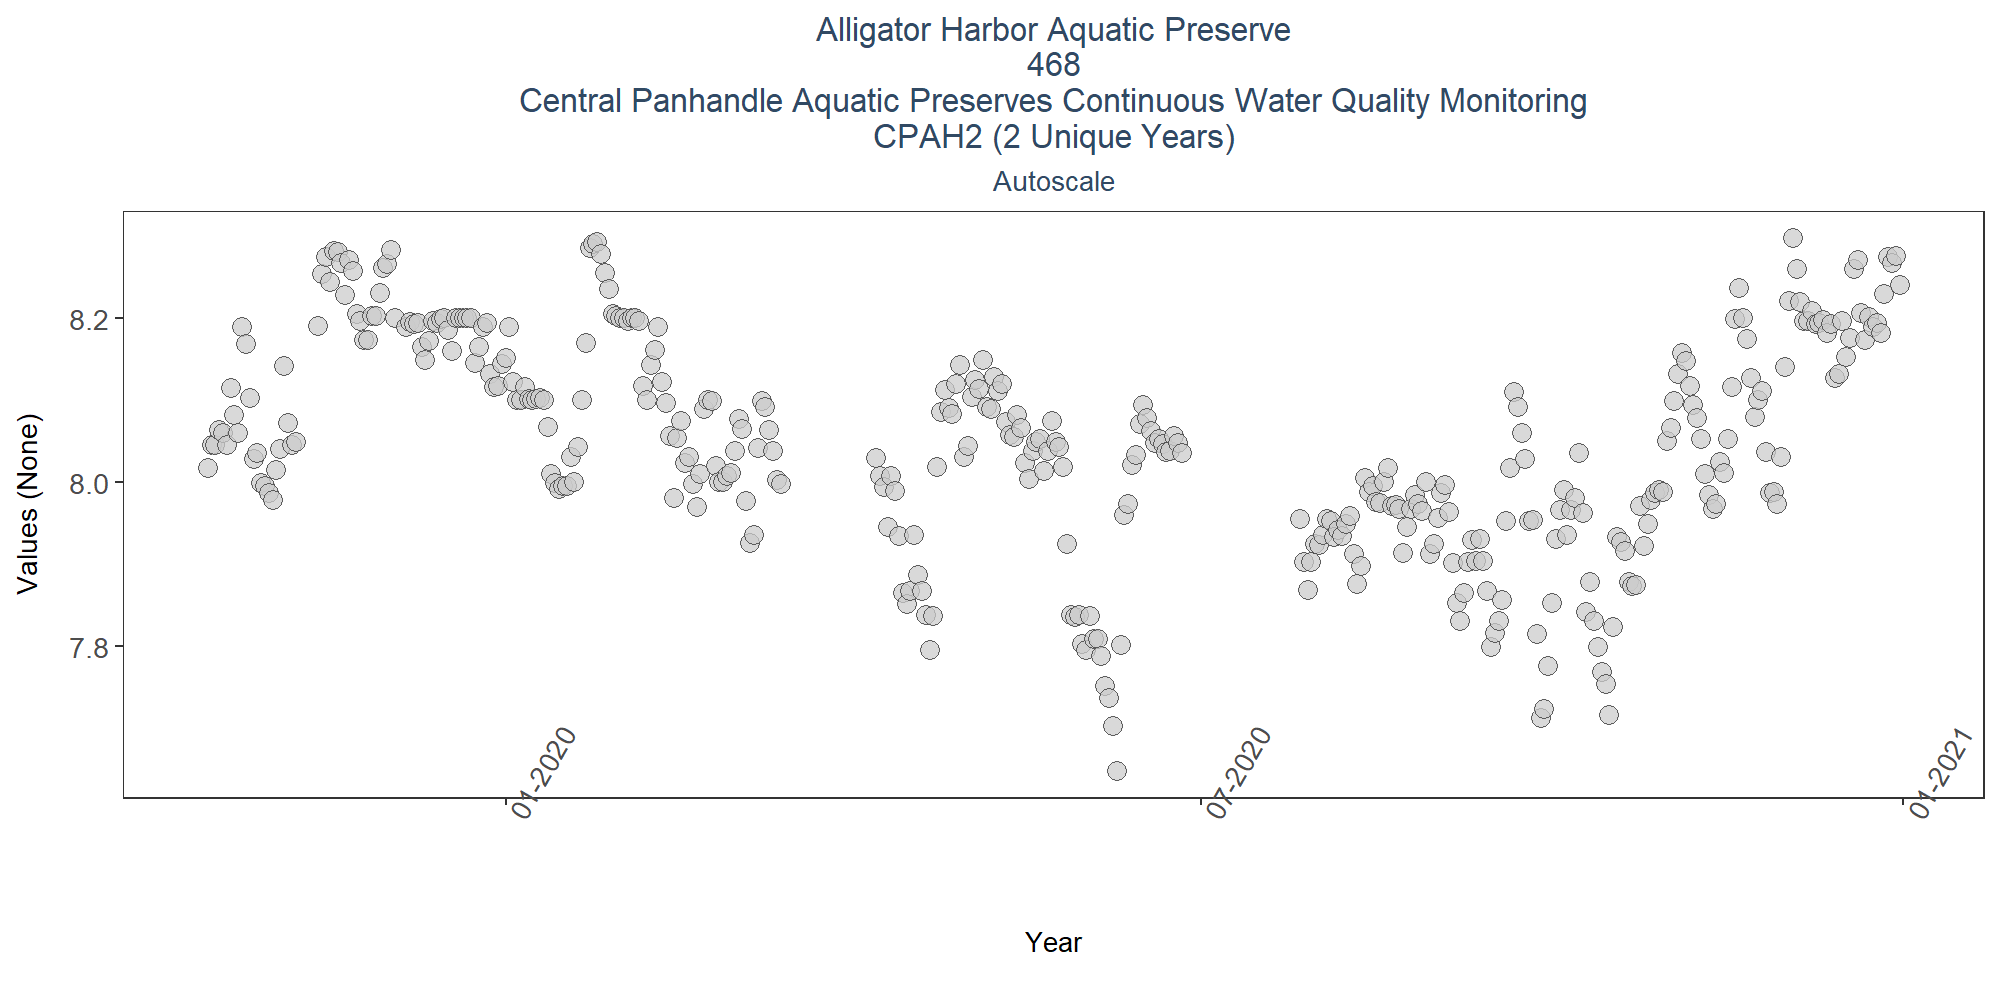 Alligator Harbor Aquatic Preserve
468
Central Panhandle Aquatic Preserves Continuous Water Quality Monitoring
CPAH2 (2 Unique Years)
Autoscale
Values (None)
8.2
8.0
7.8
01-2020
07-2020
01-2021
Year